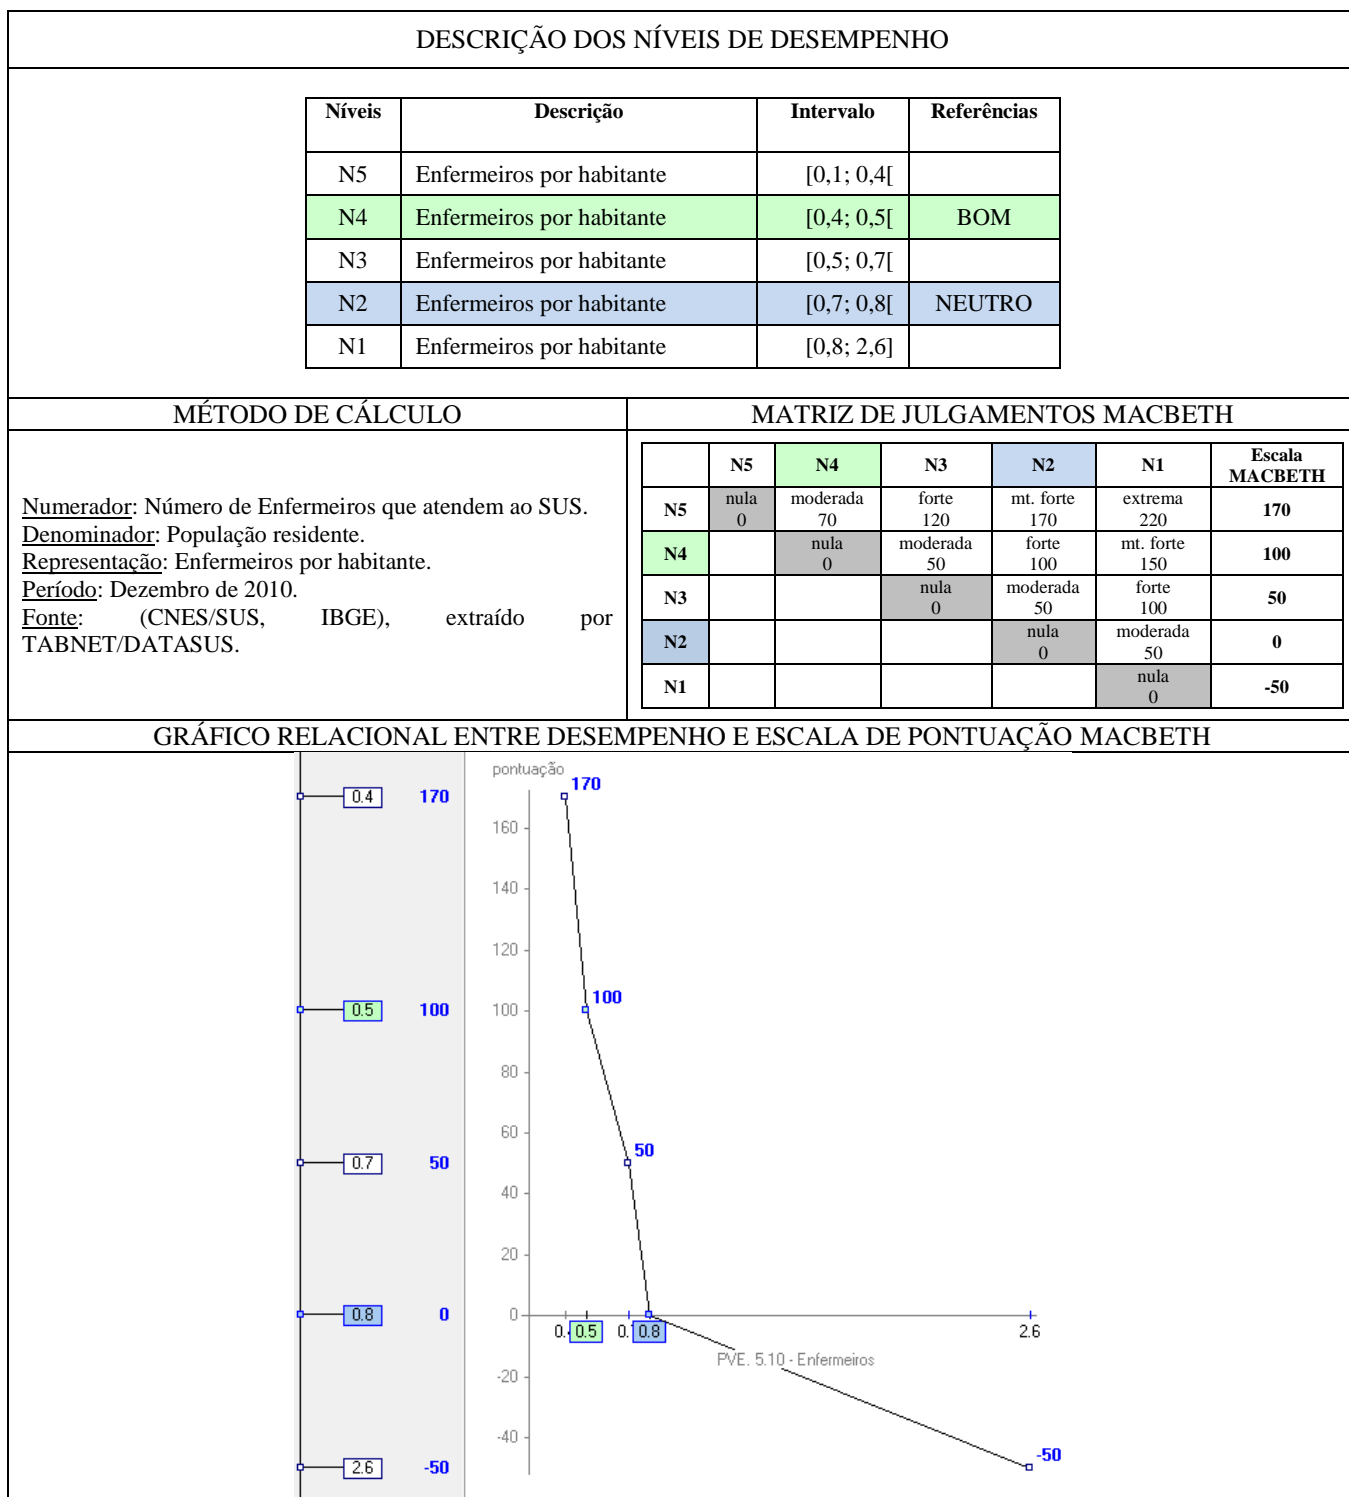 DESCRIÇÃO DOS NÍVEIS DE DESEMPENHO
Níveis Descrição Intervalo Referências
N5 Enfermeiros por habitante [0,1; 0,4[
N4 Enfermeiros por habitante [0,4; 0,5[ BOM
N3 Enfermeiros por habitante [0,5; 0,7[
N2 Enfermeiros por habitante [0,7; 0,8[ NEUTRO
N1 Enfermeiros por habitante [0,8; 2,6]
MÉTODO DE CÁLCULO
Numerador: Número de Enfermeiros que atendem ao SUS.
Denominador: População residente.
Representação: Enfermeiros por habitante.
Período: Dezembro de 2010.
Fonte: (CNES/SUS, IBGE), extraído por
TABNET/DATASUS.
MATRIZ DE JULGAMENTOS MACBETH
N5 N4 N3 N2 N1 Escala
MACBETH
N5 nula moderada forte mt. forte extrema 170
0 70 120 170 220
N4 nula moderada forte mt. forte 100
0 50 100 150
N3 nula moderada forte 50
0 50 100
N2 nula moderada 0
0 50
N1 nula -50
0
GRÁFICO RELACIONAL ENTRE DESEMPENHO E ESCALA DE PONTUAÇÃO MACBETH
0.4 170
0.5 100
0.7 50
0.8 0
2.6 -50
pontuação
170
160
140
120
100 100
80
60
50
40
20
0
0.5 0.8 2.6
PVE. 5.10 - Enfermeiros
-20
-40
-50